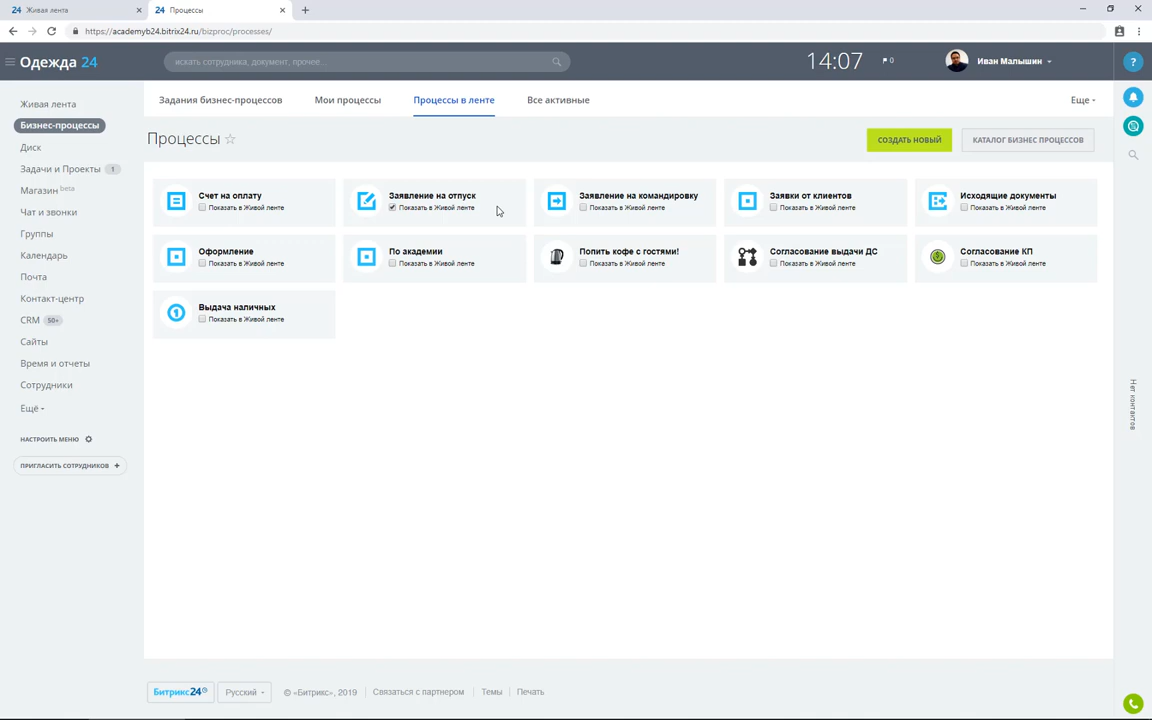 24 Живая лента
24 Процессы
https://academyb24.bitrix24.ru/bizproc/processes/
Одежда 24
искать сотрудника, документ, прочее...
14:07
0
Иван Малышин
?
Живая лента
Бизнес-процессы
Диск
Задачи и Проекты 1
Магазин beta
Чат и звонки
Группы
Календарь
Почта
Контакт-центр
CRM 50+
Сайты
Время и отчеты
Сотрудники
Ещё
НАСТРОИТЬ МЕНЮ
ПРИГЛАСИТЬ СОТРУДНИКОВ +
Задания бизнес-процессов Мои процессы Процессы в ленте Все активные Еще
Процессы
СОЗДАТЬ НОВЫЙ КАТАЛОГ БИЗНЕС ПРОЦЕССОВ
Счет на оплату
Показать в Живой ленте
Заявление на отпуск
Показать в Живой ленте
Заявление на командировку
Показать в Живой ленте
Заявки от клиентов
Показать в Живой ленте
Исходящие документы
Показать в Живой ленте
Оформление
Показать в Живой ленте
По академии
Показать в Живой ленте
Попить кофе с гостями!
Показать в Живой ленте
Согласование выдачи ДС
Показать в Живой ленте
Согласование КП
Показать в Живой ленте
Выдача наличных
Показать в Живой ленте
Нет контактов
Битрикс24 Русский © «Битрикс», 2019 Связаться с партнером Темы Печать